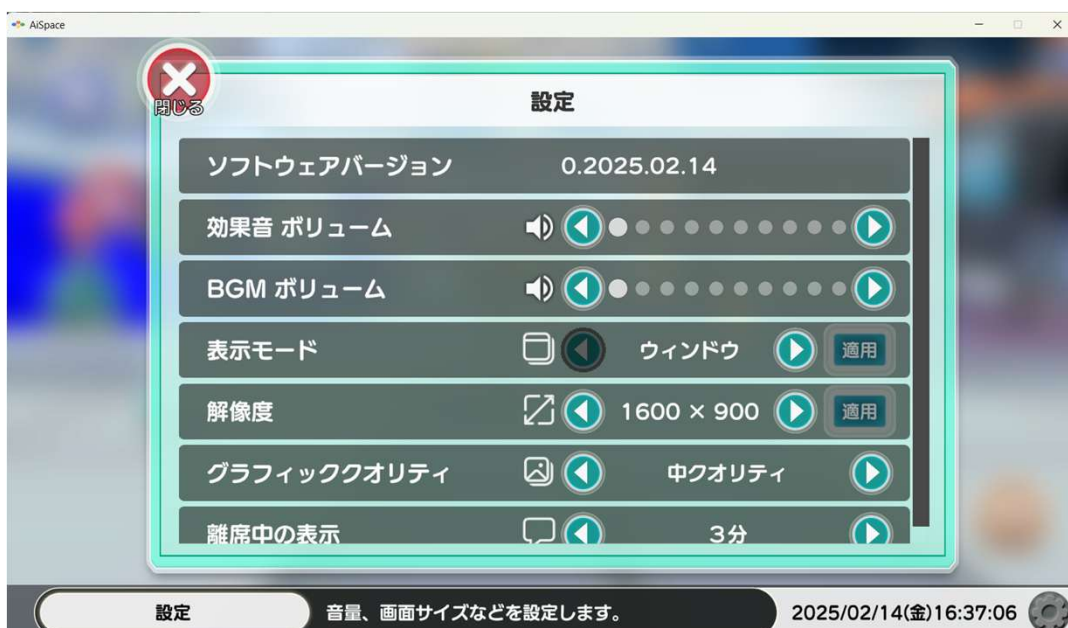 AiSpace
閉じる
設定
ソフトウェアバージョン 0.2025.02.14
効果音 ボリューム
BGM ボリューム
表示モード ウィンドウ 適用
解像度 1600 × 900 適用
グラフィッククオリティ 中クオリティ
離席中の表示 3分
設定 音量、画面サイズなどを設定します。 2025/02/14(金)16:37:06